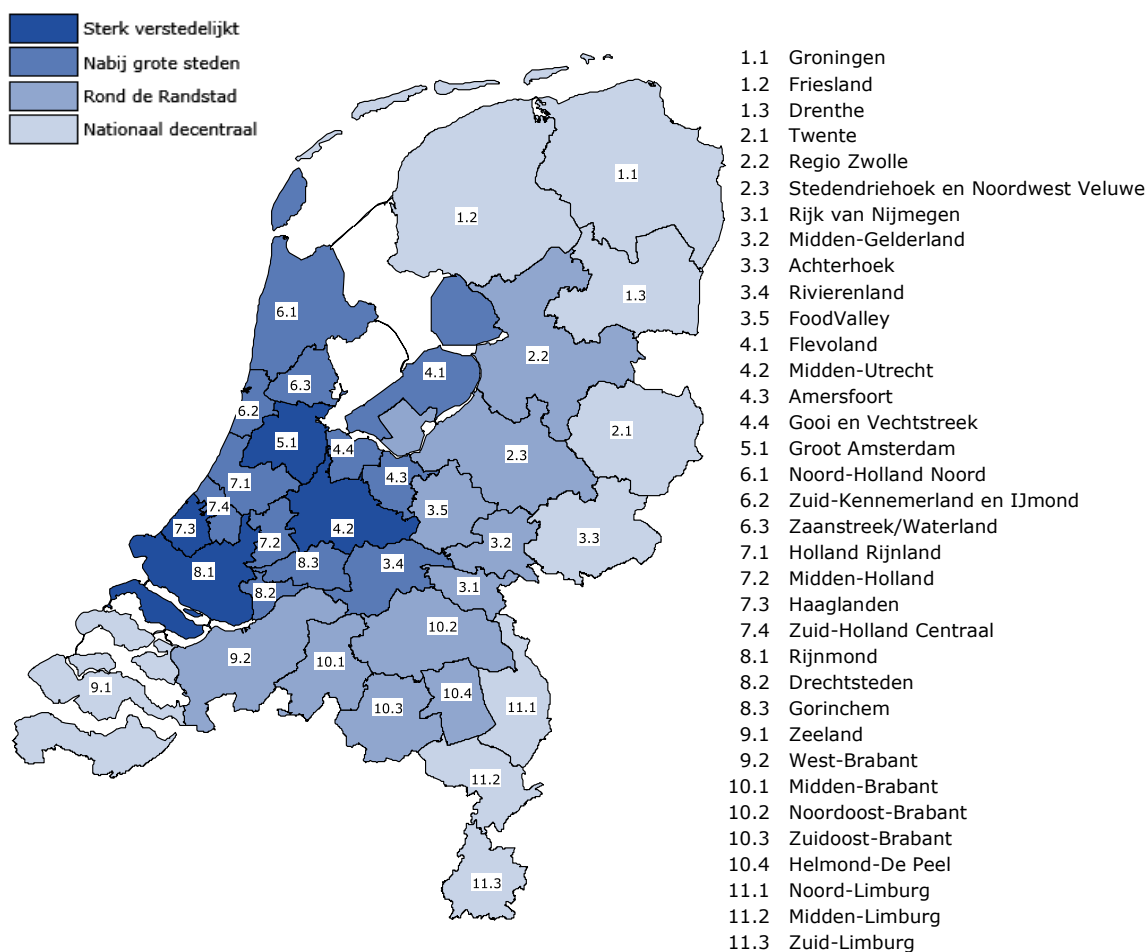 Sterk verstedelijkt
Nabij grote steden
Rond de Randstad
Nationaal decentraal
1.1 Groningen
1.2 Friesland
1.3 Drenthe
2.1 Twente
2.2 Regio Zwolle
2.3 Stedendriehoek en Noordwest Veluwe
3.1 Rijk van Nijmegen
3.2 Midden-Gelderland
3.3 Achterhoek
3.4 Rivierenland
3.5 FoodValley
4.1 Flevoland
4.2 Midden-Utrecht
4.3 Amersfoort
4.4 Gooi en Vechtstreek
5.1 Groot Amsterdam
6.1 Noord-Holland Noord
6.2 Zuid-Kennemerland en IJmond
6.3 Zaanstreek/Waterland
7.1 Holland Rijnland
7.2 Midden-Holland
7.3 Haaglanden
7.4 Zuid-Holland Centraal
8.1 Rijnmond
8.2 Drechtsteden
8.3 Gorinchem
9.1 Zeeland
9.2 West-Brabant
10.1 Midden-Brabant
10.2 Noordoost-Brabant
10.3 Zuidoost-Brabant
10.4 Helmond-De Peel
11.1 Noord-Limburg
11.2 Midden-Limburg
11.3 Zuid-Limburg
1.1
1.2
1.3
6.1
2.2
4.1
6.3
6.2
2.1
5.1
4.4
2.3
4.3
7.1
7.4
3.5
7.3
4.2
7.2
3.2
3.3
8.3
3.4
8.1
3.1
8.2
10.2
9.2
10.1
9.1
10.4
11.1
10.3
11.2
11.3